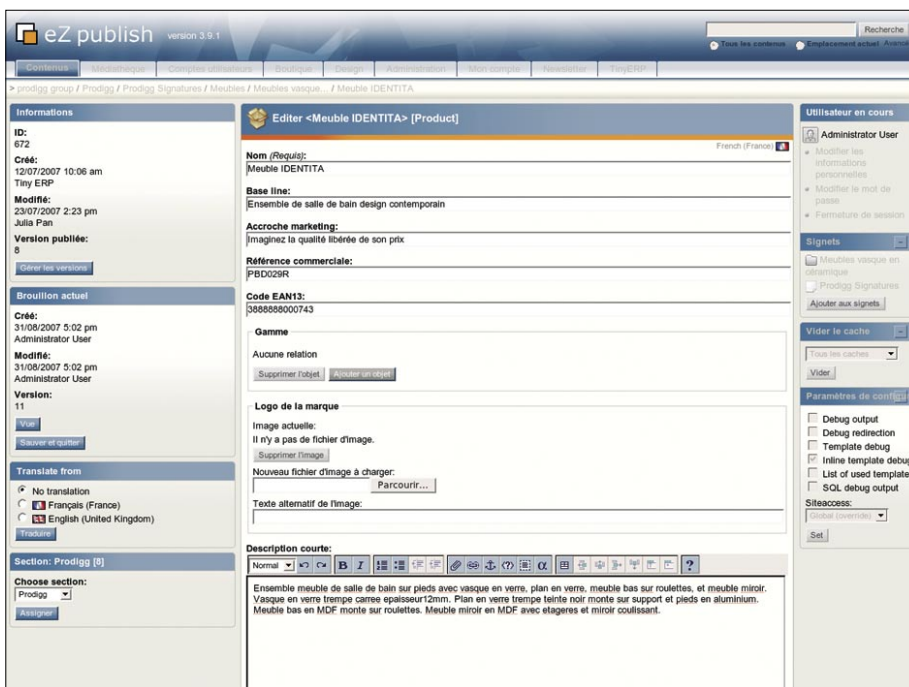 eZ publish version 3.9.1
Recherche
Tous les contenus Emplacement actuel Avancé
Contenus Médiathèque Comptes utilisateurs Boutique Design Administration Mon compte Newsletter TinyERP
> prodigg group / Prodigg / Prodigg Signatures / Meubles / Meubles vasque... / Meuble IDENTITA
Informations
ID:
672
Créé:
12/07/2007 10:06 am
Tiny ERP
Modifié:
23/07/2007 2:23 pm
Julia Pan
Version publiée:
8
Gérer les versions
Brouillon actuel
Créé:
31/08/2007 5:02 pm
Administrator User
Modifié:
31/08/2007 5:02 pm
Administrator User
Version:
11
Vue
Sauver et quitter
Translate from
No translation
Français (France)
English (United Kingdom)
Traduire
Section: Prodigg [8]
Choose section:
Prodigg
Assigner
Editer <Meuble IDENTITA> [Product]
French (France)
Nom (Requis):
Meuble IDENTITA
Base line:
Ensemble de salle de bain design contemporain
Accroche marketing:
Imaginez la qualité libérée de son prix
Référence commerciale:
PBD029R
Code EAN13:
3888888000743
Gamme
Aucune relation
Supprimer l'objet Ajouter un objet
Logo de la marque
Image actuelle:
Il n'y a pas de fichier d'image.
Supprimer l'image
Nouveau fichier d'image à charger:
Parcourir...
Texte alternatif de l'image:
Description courte:
Normal B I α ?
Ensemble meuble de salle de bain sur pieds avec vasque en verre, plan en verre, meuble bas sur roulettes, et meuble miroir.
Vasque en verre trempe carree epaisseur12mm. Plan en verre trempe teinte noir monte sur support et pieds en aluminium.
Meuble bas en MDF monte sur roulettes. Meuble miroir en MDF avec etageres et miroir coulissant.
Utilisateur en cours
Administrator User
Modifier les
informations
personnelles
Modifier le mot de
passe
Fermeture de session
Signets
Meubles vasque en
céramique
Prodigg Signatures
Ajouter aux signets
Vider le cache
Tous les caches
Vider
Paramètres de configu
Debug output
Debug redirection
Template debug
Inline template debug
List of used template
SQL debug output
Siteaccess:
Global (override)
Set